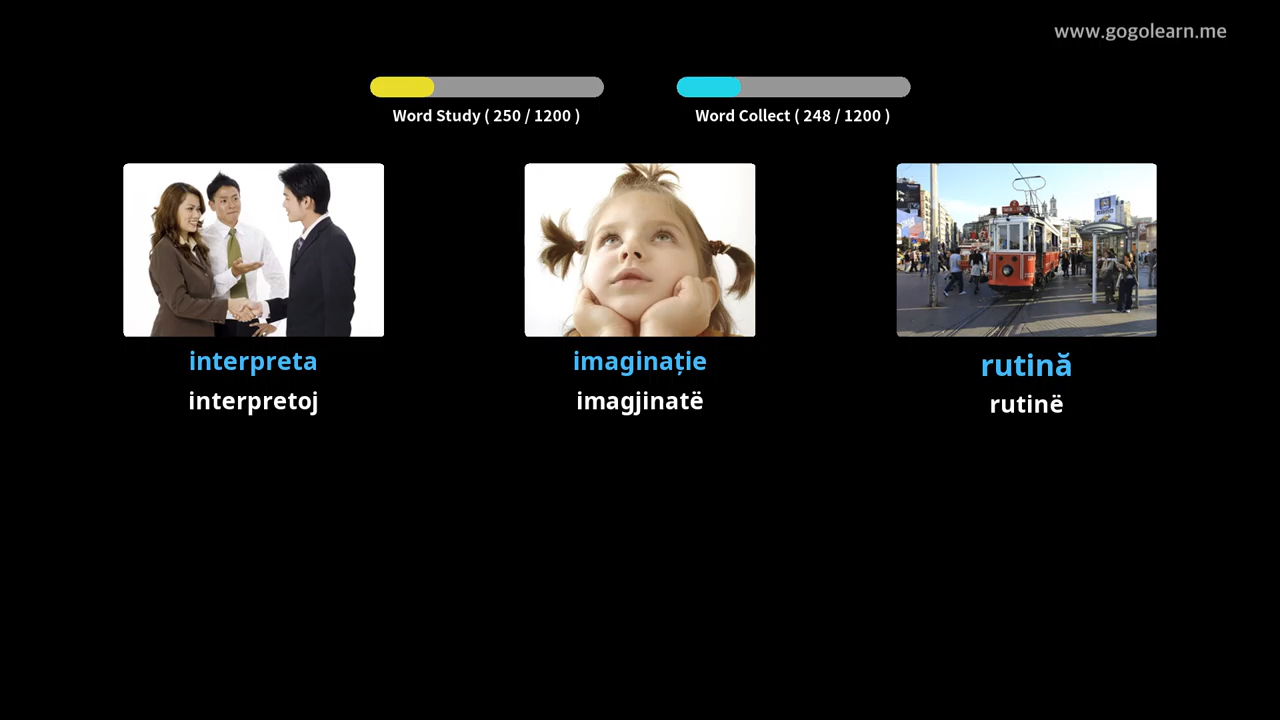 www.gogolearn.me
Word Study ( 250 / 1200 )
Word Collect ( 248 / 1200 )
interpreta
imaginație
rutină
interpretoj
imagjinatë
rutinë